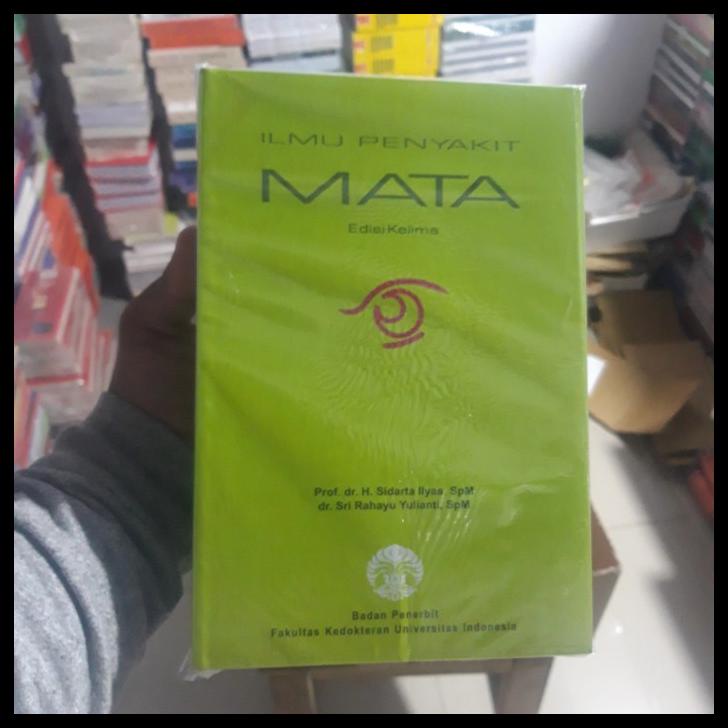 ILMU PENYAKIT
MATA
Edisi Kelima
Prof. dr. H. Sidarta Ilyas, SpM
dr. Sri Rahayu Yulianti, SpM
Badan Penerbit
Fakultas Kedokteran Universitas Indonesia